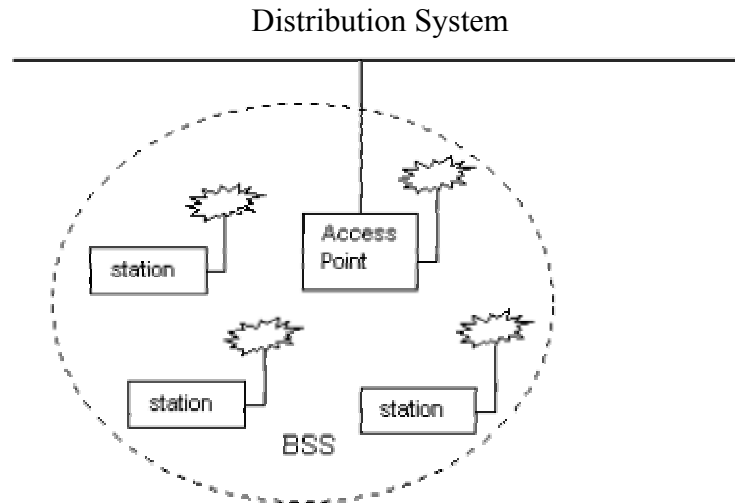 Distribution System
Access
Point
station
station
station
BSS